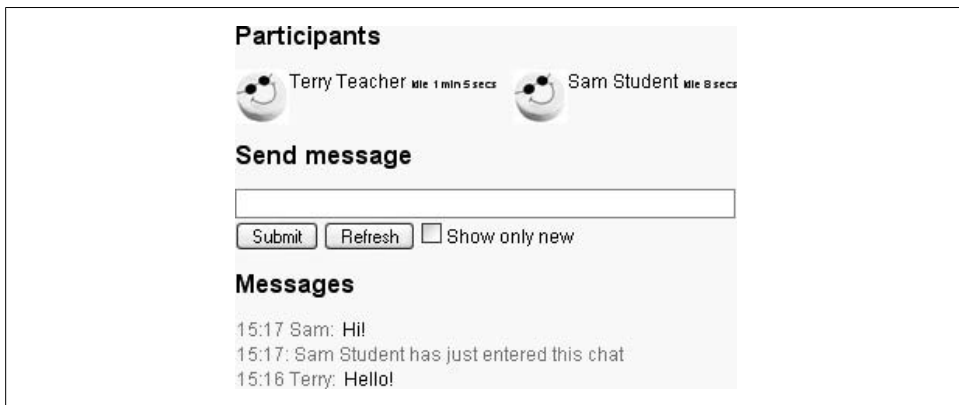 Participants
Terry Teacher Idle 1 min 5 secs Sam Student Idle 8 secs
Send message
Submit Refresh Show only new
Messages
15:17 Sam: Hi!
15:17: Sam Student has just entered this chat
15:16 Terry: Hello!